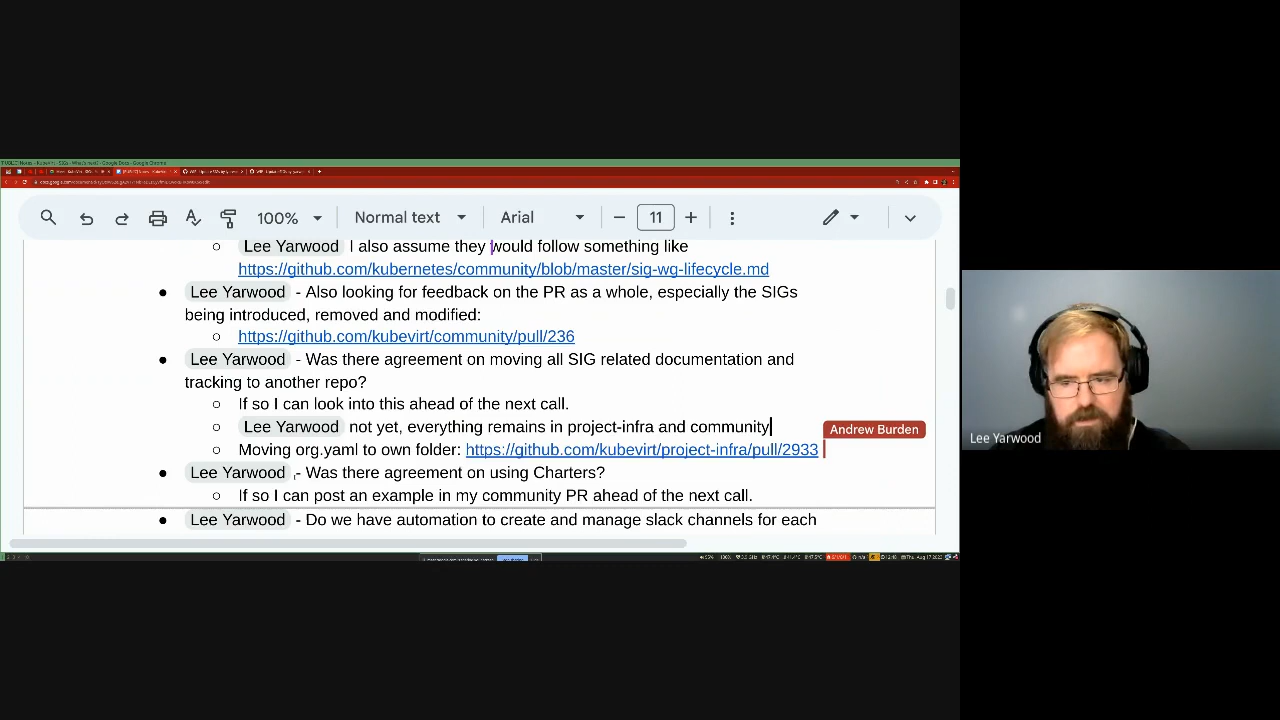 100%
Normal text
Arial
11
Lee Yarwood I also assume they would follow something like
https://github.com/kubernetes/community/blob/master/sig-wg-lifecycle.md
Lee Yarwood - Also looking for feedback on the PR as a whole, especially the SIGs
being introduced, removed and modified:
https://github.com/kubevirt/community/pull/236
Lee Yarwood - Was there agreement on moving all SIG related documentation and
tracking to another repo?
If so I can look into this ahead of the next call.
Lee Yarwood not yet, everything remains in project-infra and community
Andrew Burden
Moving org.yaml to own folder: https://github.com/kubevirt/project-infra/pull/2933
Lee Yarwood - Was there agreement on using Charters?
If so I can post an example in my community PR ahead of the next call.
Lee Yarwood - Do we have automation to create and manage slack channels for each
Lee Yarwood